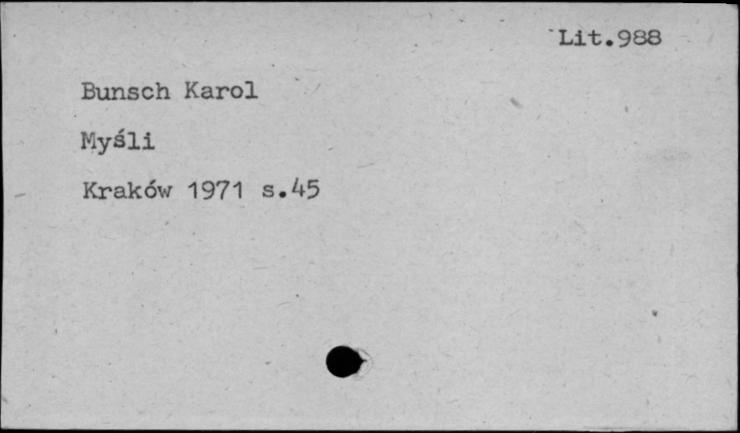 Lit.988
Bunsch Karol
Myśli
Kraków 1971 s.45